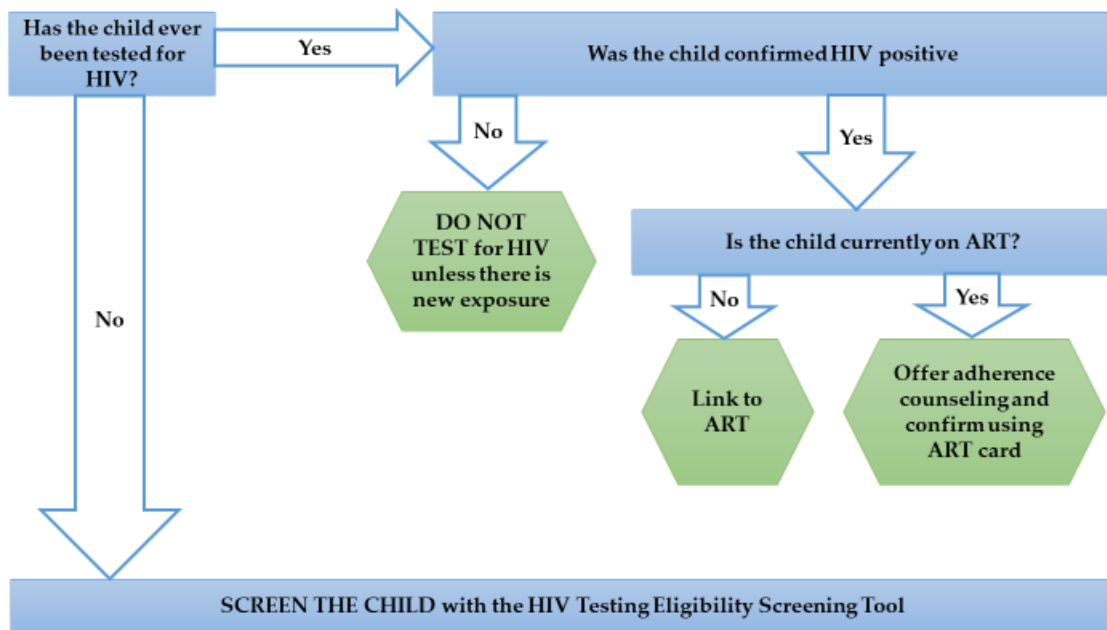 Has the child ever
been tested for
HIV?
Yes
Was the child confirmed HIV positive
No
Yes
DO NOT
TEST for HIV
unless there is
new exposure
Is the child currently on ART?
No
No
Yes
Link to
ART
Offer adherence
counseling and
confirm using
ART card
SCREEN THE CHILD with the HIV Testing Eligibility Screening Tool